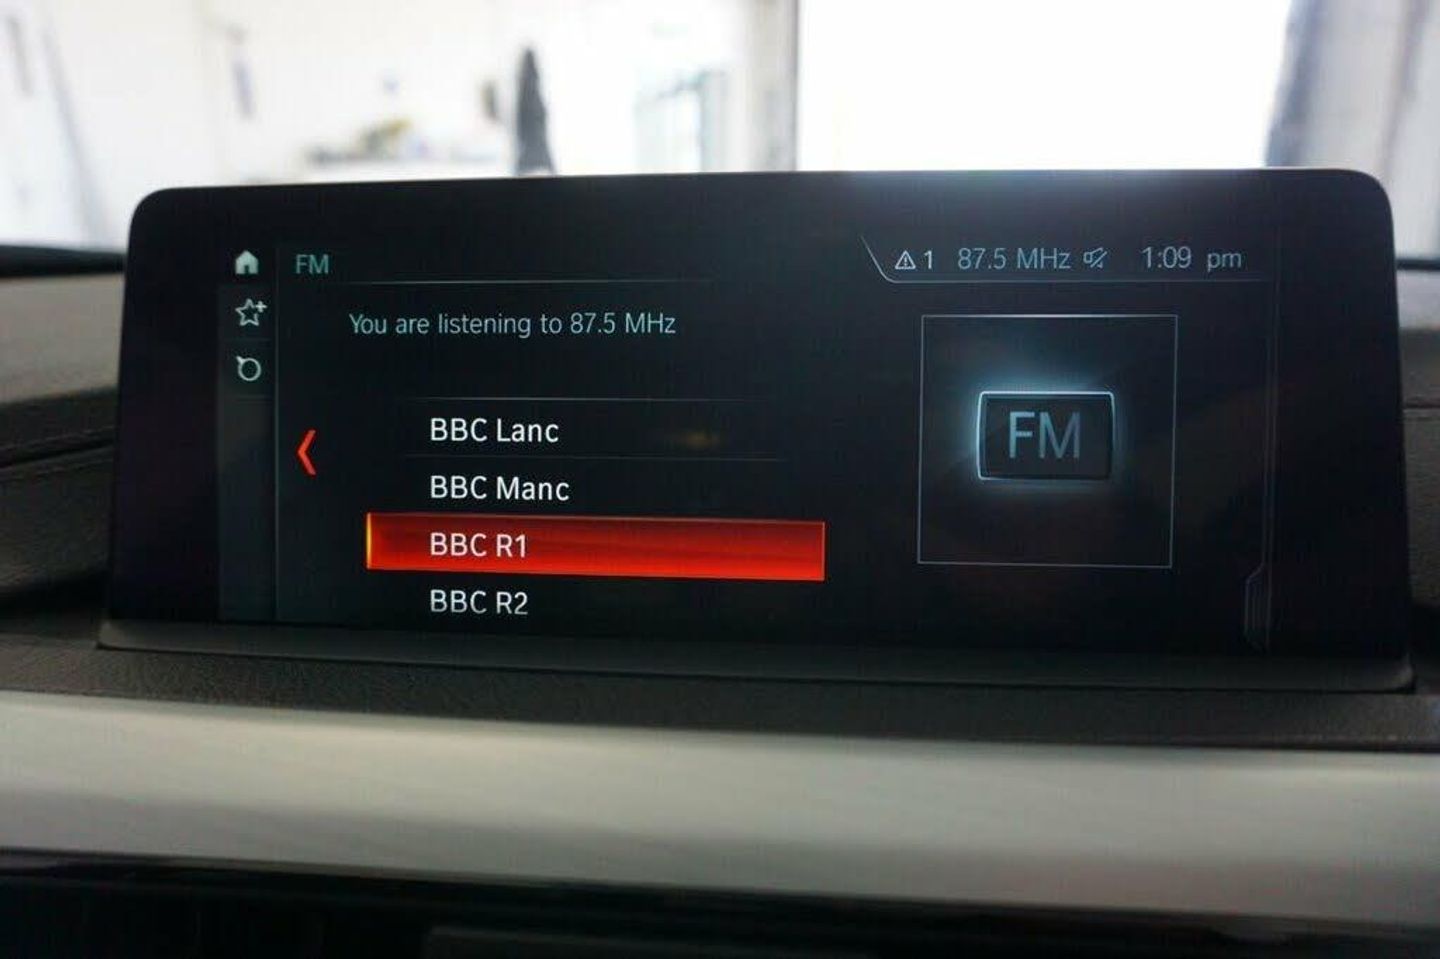 FM
1 87.5 MHz 1:09 pm
You are listening to 87.5 MHz
BBC Lanc
BBC Manc
BBC R1
BBC R2
FM